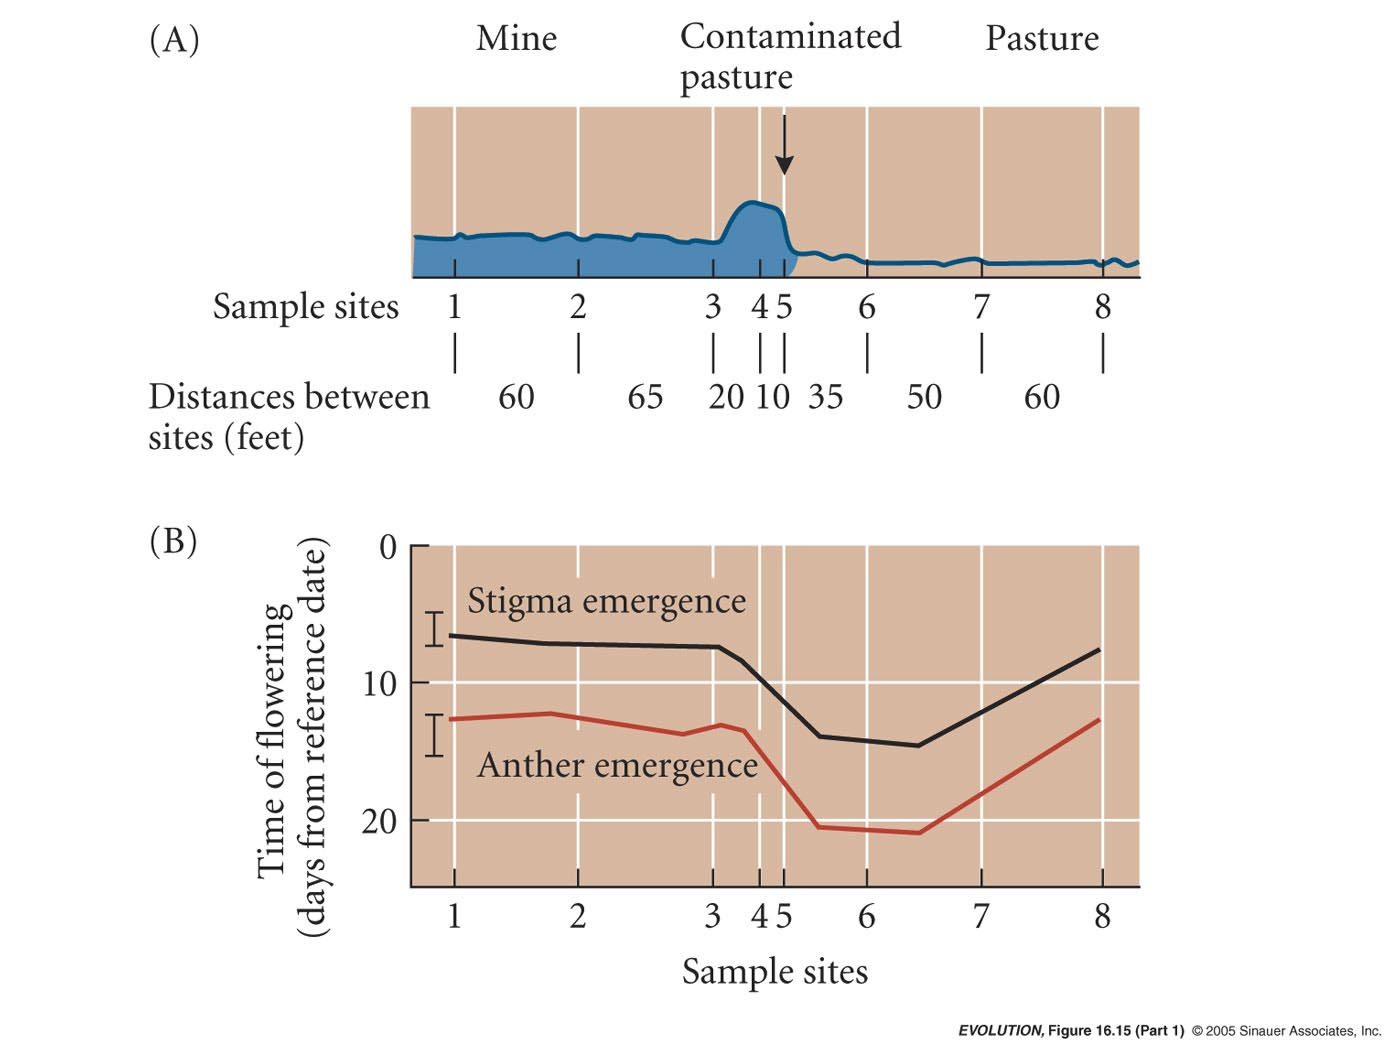 (A)
Mine
Contaminated
pasture
Pasture
Sample sites 1 2 3 4 5 6 7 8
Distances between
sites (feet)
60 65 20 10 35 50 60
(B)
Time of flowering
(days from reference date)
0
10
20
Stigma emergence
Anther emergence
1 2 3 4 5 6 7 8
Sample sites
EVOLUTION, Figure 16.15 (Part 1) © 2005 Sinauer Associates, Inc.